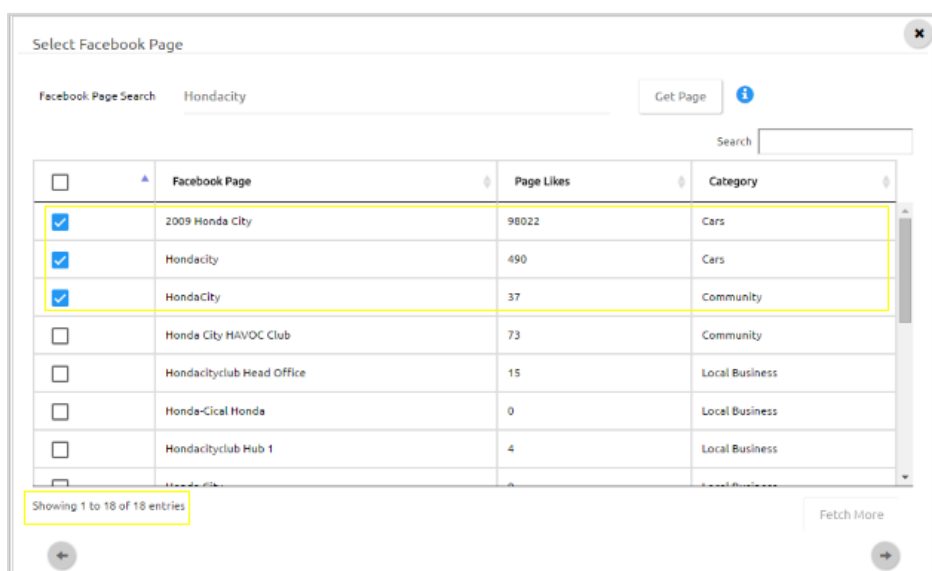 Select Facebook Page
Facebook Page Search Hondacity Get Page
Search
Facebook Page Page Likes Category
2009 Honda City 98022 Cars
Hondacity 490 Cars
HondaCity 37 Community
Honda City HAVOC Club 73 Community
Hondacityclub Head Office 15 Local Business
Honda-Cical Honda 0 Local Business
Hondacityclub Hub 1 4 Local Business
Showing 1 to 18 of 18 entries
Fetch More